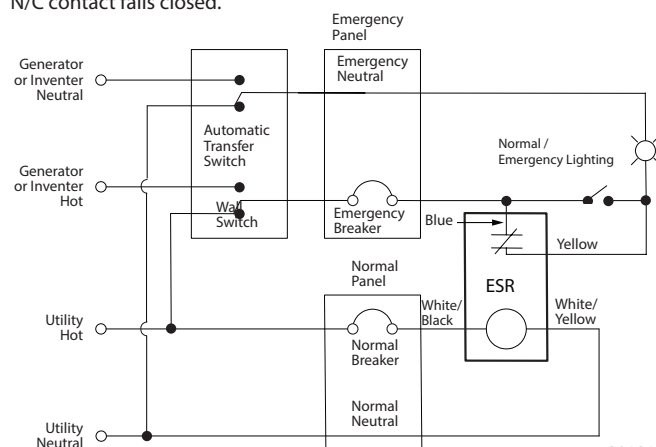 N/C contact falls closed.
Emergency
Panel
Generator
or Inventer
Neutral
Emergency
Neutral
Automatic
Transfer
Switch
Normal /
Emergency Lighting
Generator
or Inventer
Hot
Wall
Switch
Emergency
Breaker
Blue
Yellow
Normal
Panel
ESR
White/
Black
White/
Yellow
Utility
Hot
Normal
Breaker
Normal
Neutral
Utility
Neutral